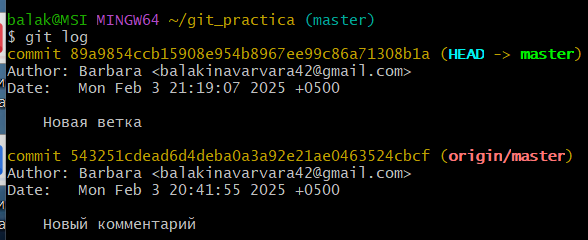 balak@MSI MINGW64 ~/git_practica (master)
$ git log
commit 89a9854ccb15908e954b8967ee99c86a71308b1a (HEAD -> master)
Author: Barbara <balakinavarvara42@gmail.com>
Date:   Mon Feb 3 21:19:07 2025 +0500
Новая ветка
commit 543251cdead6d4deba0a3a92e21ae0463524cbcf (origin/master)
Author: Barbara <balakinavarvara42@gmail.com>
Date:   Mon Feb 3 20:41:55 2025 +0500
Новый комментарий